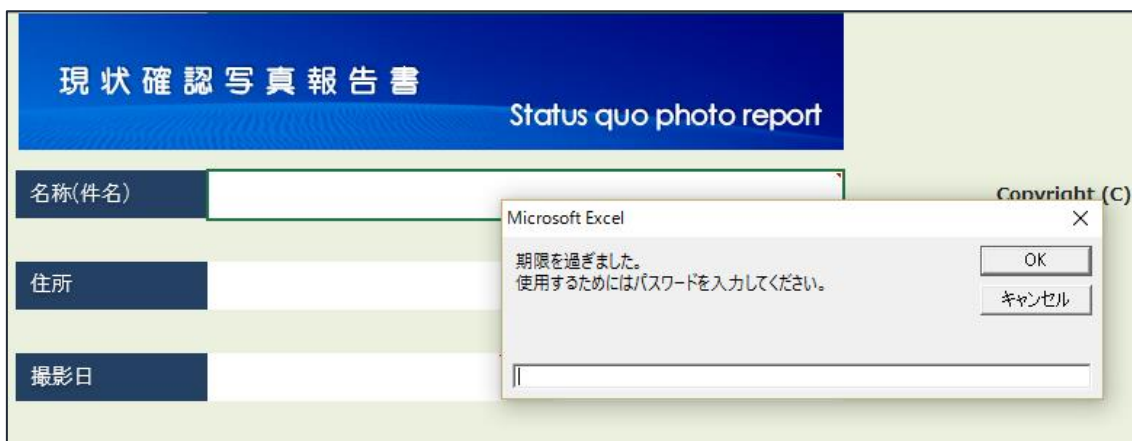 現状確認写真報告書
Status quo photo report
名称(件名)
Copyright (C)
Microsoft Excel
期限を過ぎました。
使用するためにはパスワードを入力してください。
OK
キャンセル
住所
撮影日